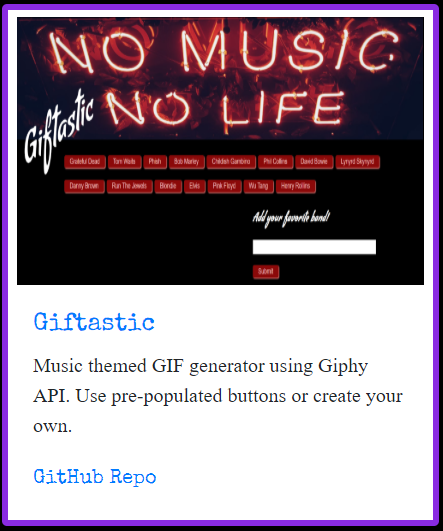 NO MUSIC
NO LIFE
Giftastic
Grateful Dead Tom Waits Phish Bob Marley Childish Gambino Phil Collins David Bowie Lynyrd Skynyrd
Danny Brown Run The Jewels Blondie Elvis Pink Floyd Wu Tang Henry Rollins
Add your favorite band!
Submit
Giftastic
Music themed GIF generator using Giphy
API. Use pre-populated buttons or create your
own.
GitHub Repo